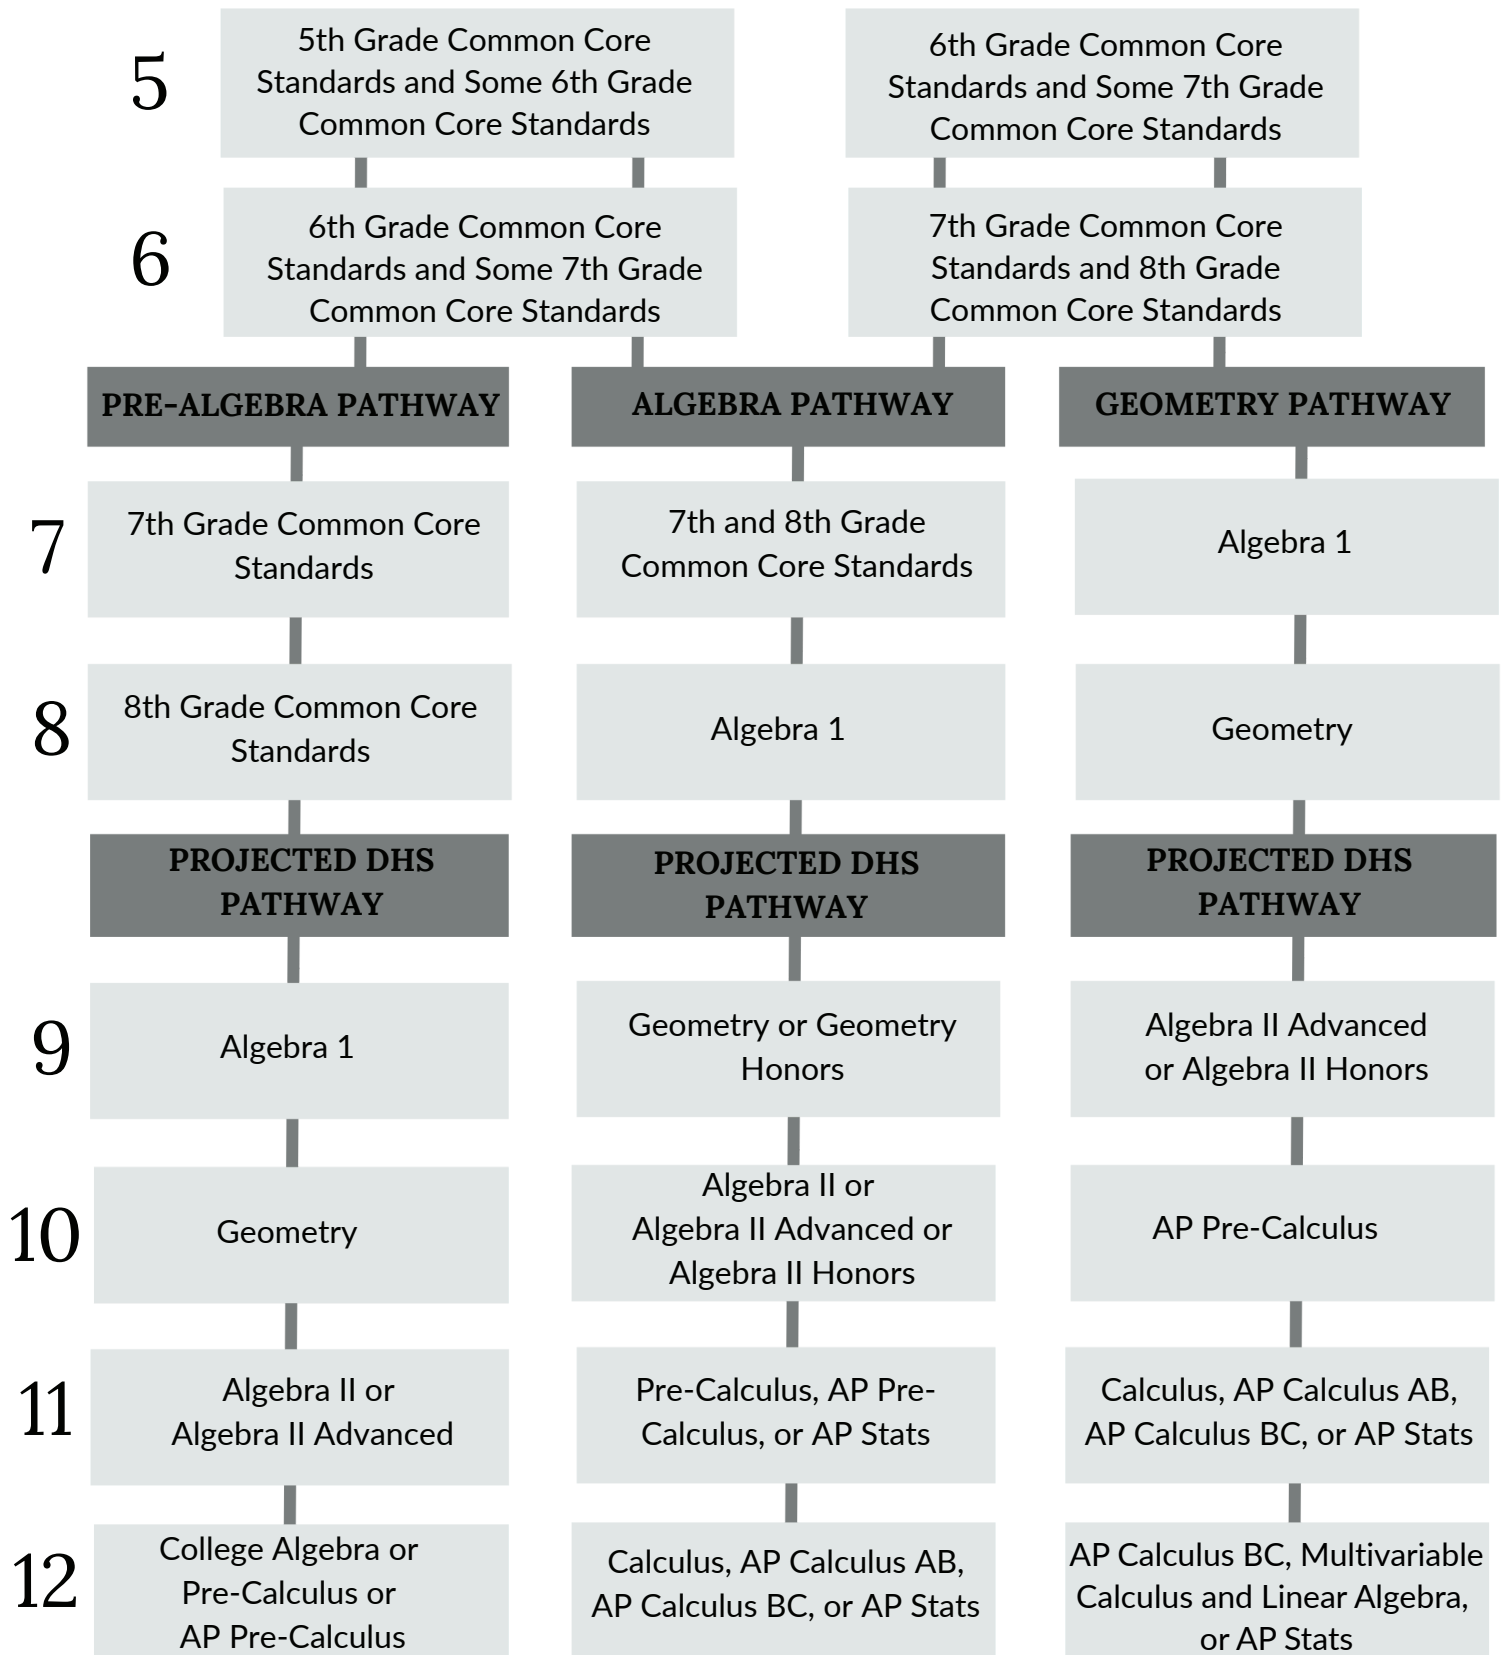 5
5th Grade Common Core
Standards and Some 6th Grade
Common Core Standards
6th Grade Common Core
Standards and Some 7th Grade
Common Core Standards
6
6th Grade Common Core
Standards and Some 7th Grade
Common Core Standards
7th Grade Common Core
Standards and 8th Grade
Common Core Standards
PRE-ALGEBRA PATHWAY
ALGEBRA PATHWAY
GEOMETRY PATHWAY
7
7th Grade Common Core
Standards
7th and 8th Grade
Common Core Standards
Algebra 1
8
8th Grade Common Core
Standards
Algebra 1
Geometry
PROJECTED DHS
PATHWAY
PROJECTED DHS
PATHWAY
PROJECTED DHS
PATHWAY
9
Algebra 1
Geometry or Geometry
Honors
Algebra II Advanced
or Algebra II Honors
10
Geometry
Algebra II or
Algebra II Advanced or
Algebra II Honors
AP Pre-Calculus
11
Algebra II or
Algebra II Advanced
Pre-Calculus, AP Pre-
Calculus, or AP Stats
Calculus, AP Calculus AB,
AP Calculus BC, or AP Stats
12
College Algebra or
Pre-Calculus or
AP Pre-Calculus
Calculus, AP Calculus AB,
AP Calculus BC, or AP Stats
AP Calculus BC, Multivariable
Calculus and Linear Algebra,
or AP Stats